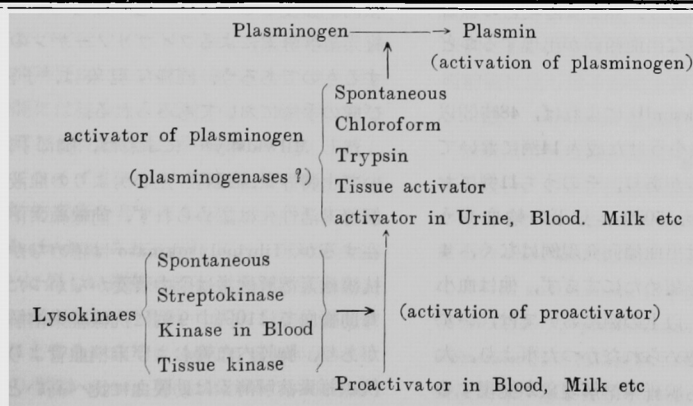 Plasminogen → Plasmin
(activation of plasminogen)
Spontaneous
Chloroform
activator of plasminogen
Trypsin
(plasminogenases ?)
Tissue activator
activator in Urine, Blood. Milk etc
Spontaneous
Streptokinase
Lysokinaes
(activation of proactivator)
Kinase in Blood
Tissue kinase
Proactivator in Blood, Milk etc